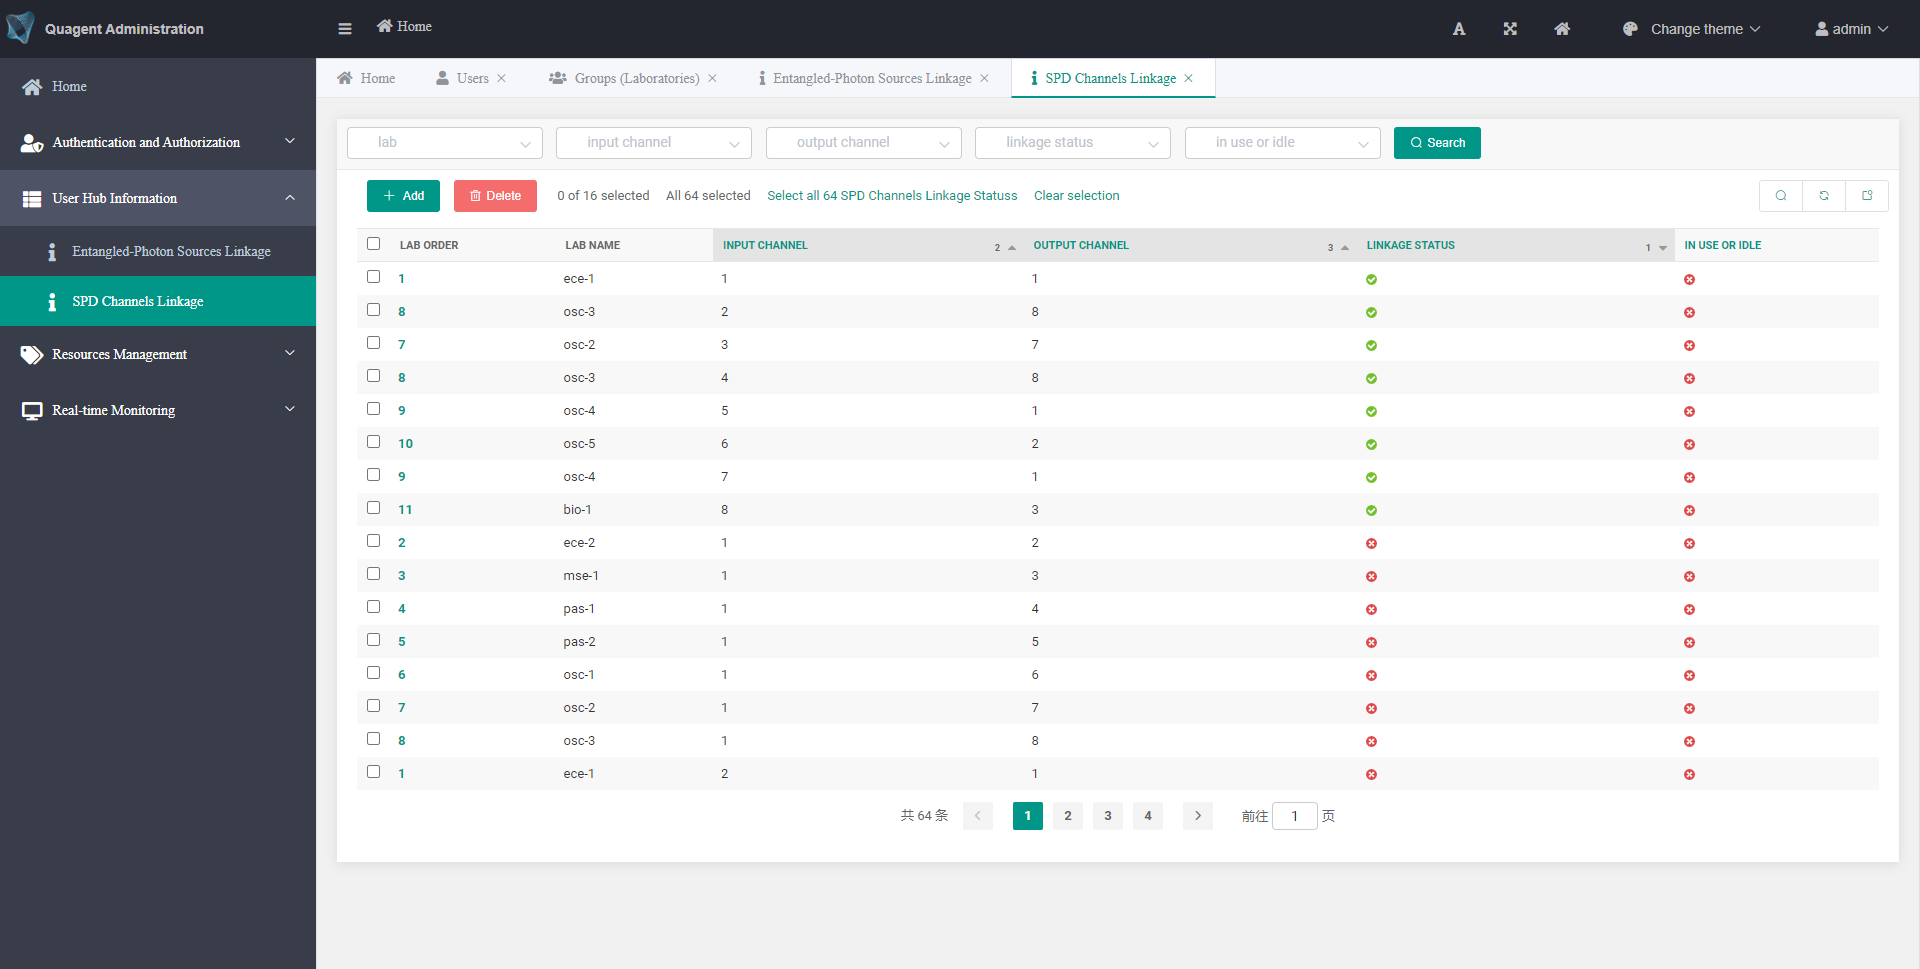 Quagent Administration
Home
A
Change theme
admin
Home
Users
Groups (Laboratories)
Entangled-Photon Sources Linkage
SPD Channels Linkage
Home
Authentication and Authorization
User Hub Information
Entangled-Photon Sources Linkage
SPD Channels Linkage
Resources Management
Real-time Monitoring
lab
input channel
output channel
linkage status
in use or idle
Search
Add
Delete
0 of 16 selected
All 64 selected
Select all 64 SPD Channels Linkage Statuss
Clear selection
LAB ORDER LAB NAME INPUT CHANNEL 2 OUTPUT CHANNEL 3 LINKAGE STATUS 1 IN USE OR IDLE
1 ece-1 1 1
8 osc-3 2 8
7 osc-2 3 7
8 osc-3 4 8
9 osc-4 5 1
10 osc-5 6 2
9 osc-4 7 1
11 bio-1 8 3
2 ece-2 1 2
3 mse-1 1 3
4 pas-1 1 4
5 pas-2 1 5
6 osc-1 1 6
7 osc-2 1 7
8 osc-3 1 8
1 ece-1 2 1
共 64 条 1 2 3 4 前往 1 页